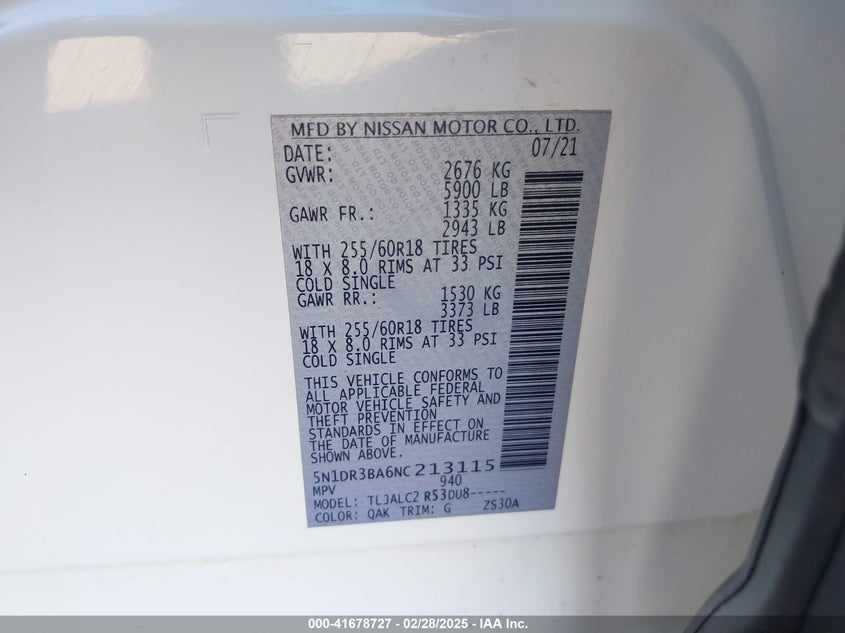 MFD BY NISSAN MOTOR CO., LTD.
DATE: 07/21
GVWR: 2676 KG
5900 LB
GAWR FR.: 1335 KG
2943 LB
WITH 255/60R18 TIRES
18 X 8.0 RIMS AT 33 PSI
COLD SINGLE
GAWR RR.: 1530 KG
3373 LB
WITH 255/60R18 TIRES
18 X 8.0 RIMS AT 33 PSI
COLD SINGLE
THIS VEHICLE CONFORMS TO
ALL APPLICABLE FEDERAL
MOTOR VEHICLE SAFETY AND
THEFT PREVENTION
STANDARDS IN EFFECT ON
THE DATE OF MANUFACTURE
SHOWN ABOVE.
5N1DR3BA6NC213115
MPV 940
MODEL: TLJALC2 R53DU8-----
COLOR: QAK TRIM: G ZS30A
000-41678727 - 02/28/2025 - IAA Inc.